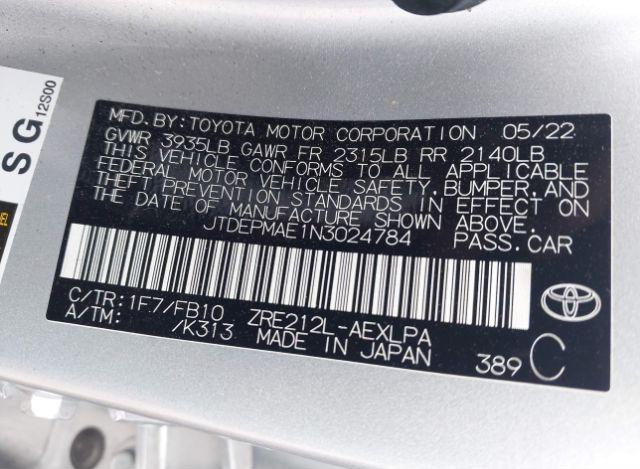 MFD. BY: TOYOTA MOTOR CORPORATION 05/22
GVWR 3935LB GAWR FR 2315LB RR 2140LB
THIS VEHICLE CONFORMS TO ALL APPLICABLE
FEDERAL MOTOR VEHICLE SAFETY, BUMPER, AND
THEFT PREVENTION STANDARDS IN EFFECT ON
THE DATE OF MANUFACTURE SHOWN ABOVE.
JTDEPMAE1N3024784 PASS. CAR
C/TR: 1F7/FB10 ZRE212L-AEXLPA
A/TM: /K313 MADE IN JAPAN
389 C
SG
12S00